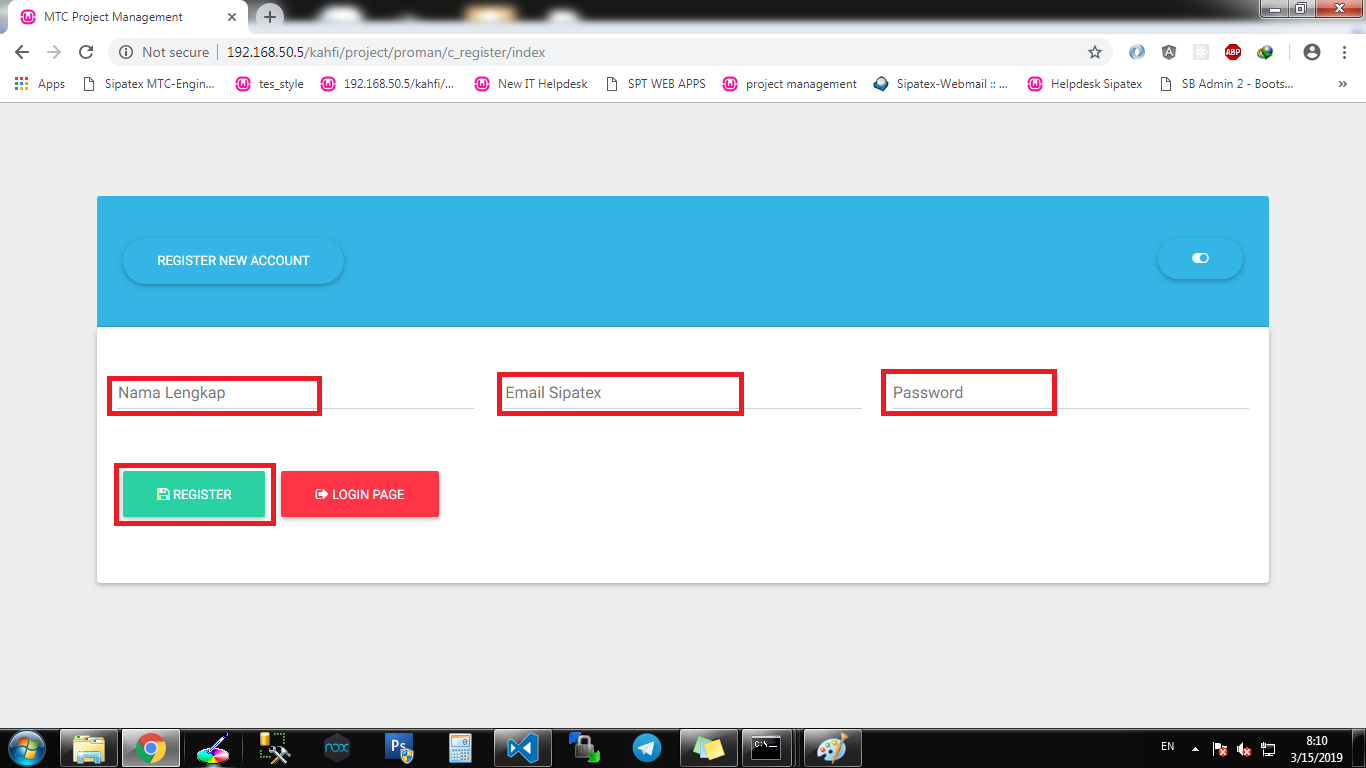 MTC Project Management
Not secure
192.168.50.5/kahfi/project/proman/c_register/index
ABP
Apps
Sipatex MTC-Engin...
tes_style
192.168.50.5/kahfi/...
New IT Helpdesk
SPT WEB APPS
project management
Sipatex-Webmail :: ...
Helpdesk Sipatex
SB Admin 2 - Boots...
REGISTER NEW ACCOUNT
Nama Lengkap
Email Sipatex
Password
REGISTER
LOGIN PAGE
nox
Ps
C:\
EN
8:10
3/15/2019